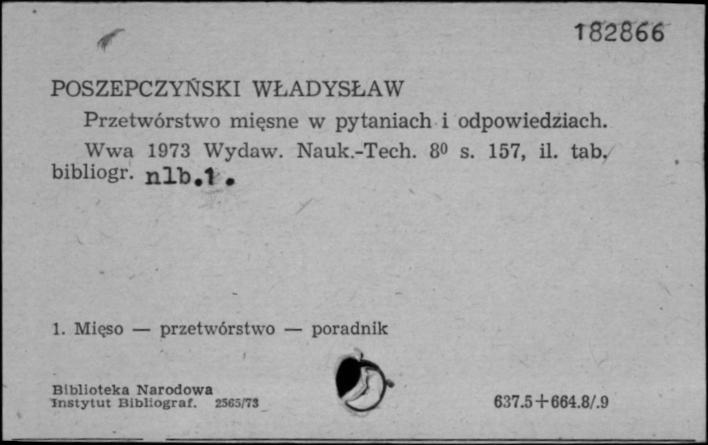 182866
POSZEPCZYŃSKI WŁADYSŁAW
Przetwórstwo mięsne w pytaniach i odpowiedziach.
Wwa 1973 Wydaw. Nauk.-Tech. 8⁰ s. 157, il. tab.
bibliogr. nlb.1.
1. Mięso — przetwórstwo — poradnik
Biblioteka Narodowa
Instytut Bibliograf. 2565/73
637.5+664.8/.9